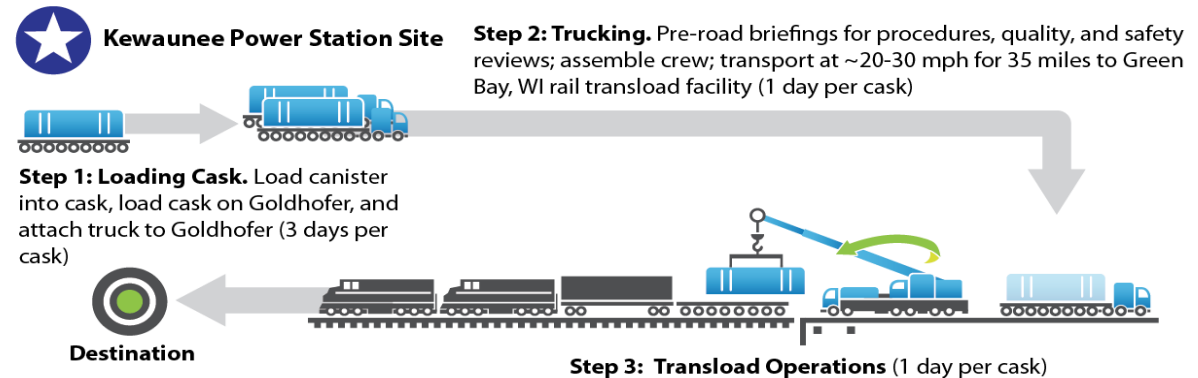 Kewaunee Power Station Site
Step 2: Trucking. Pre-road briefings for procedures, quality, and safety
reviews; assemble crew; transport at ~20-30 mph for 35 miles to Green
Bay, WI rail transload facility (1 day per cask)
Step 1: Loading Cask. Load canister
into cask, load cask on Goldhofer, and
attach truck to Goldhofer (3 days per
cask)
Destination
Step 3: Transload Operations (1 day per cask)